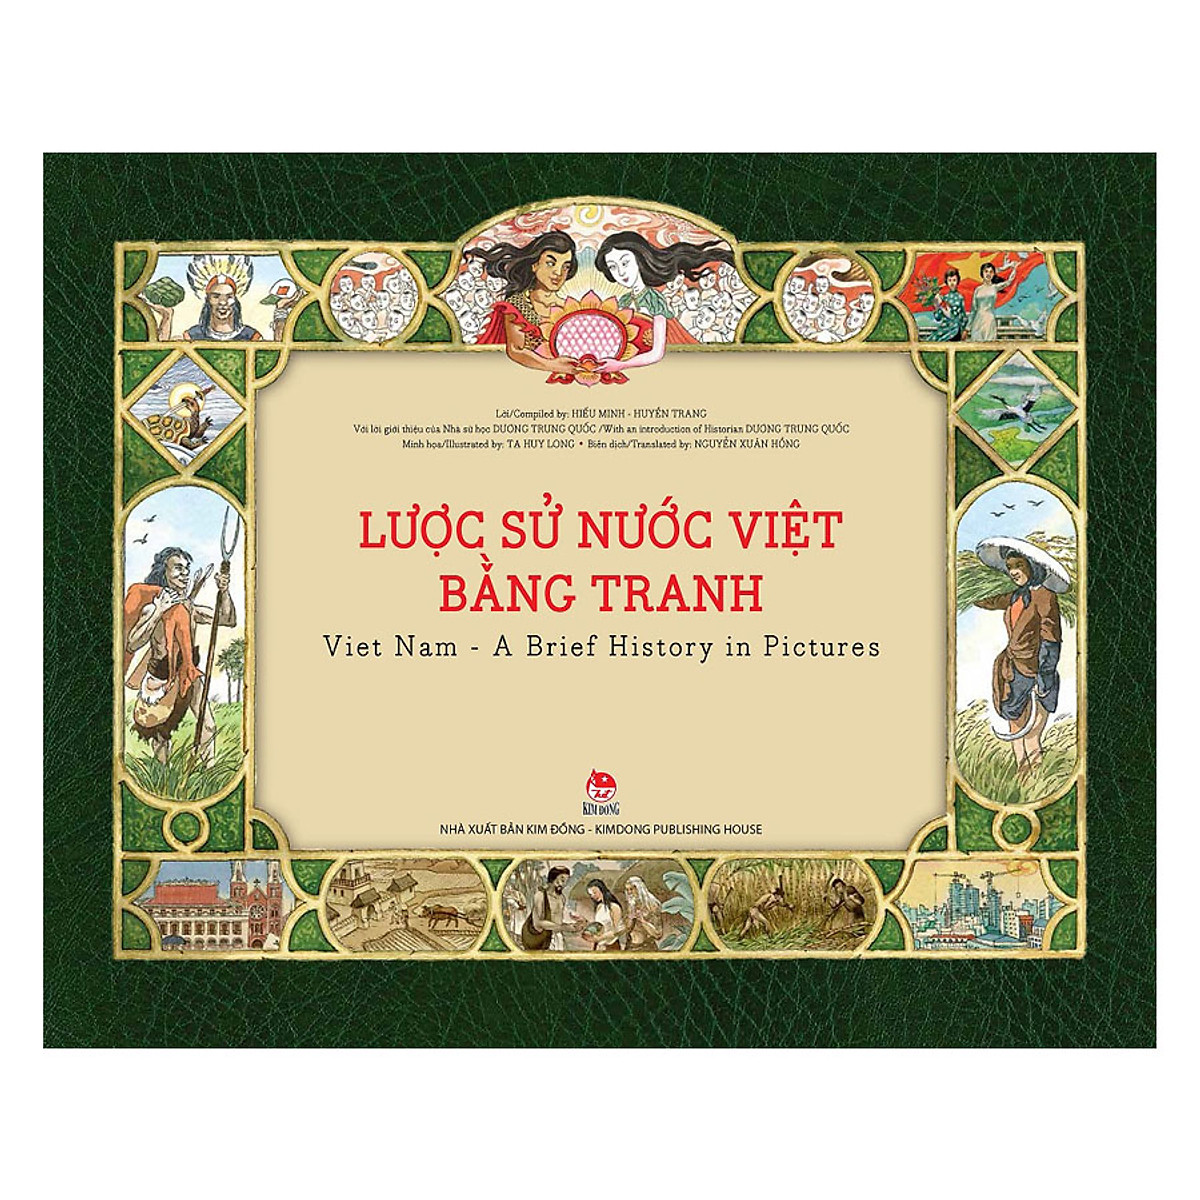 Lời/Compiled by: HIẾU MINH - HUYỀN TRANG
Với lời giới thiệu của Nhà sử học DƯƠNG TRUNG QUỐC /With an introduction of Historian DƯƠNG TRUNG QUỐC
Minh họa/Illustrated by: TẠ HUY LONG • Biên dịch/Translated by: NGUYỄN XUÂN HỒNG
LƯỢC SỬ NƯỚC VIỆT
BẰNG TRANH
Viet Nam - A Brief History in Pictures
KIM ĐỒNG
NHÀ XUẤT BẢN KIM ĐỒNG - KIMDONG PUBLISHING HOUSE